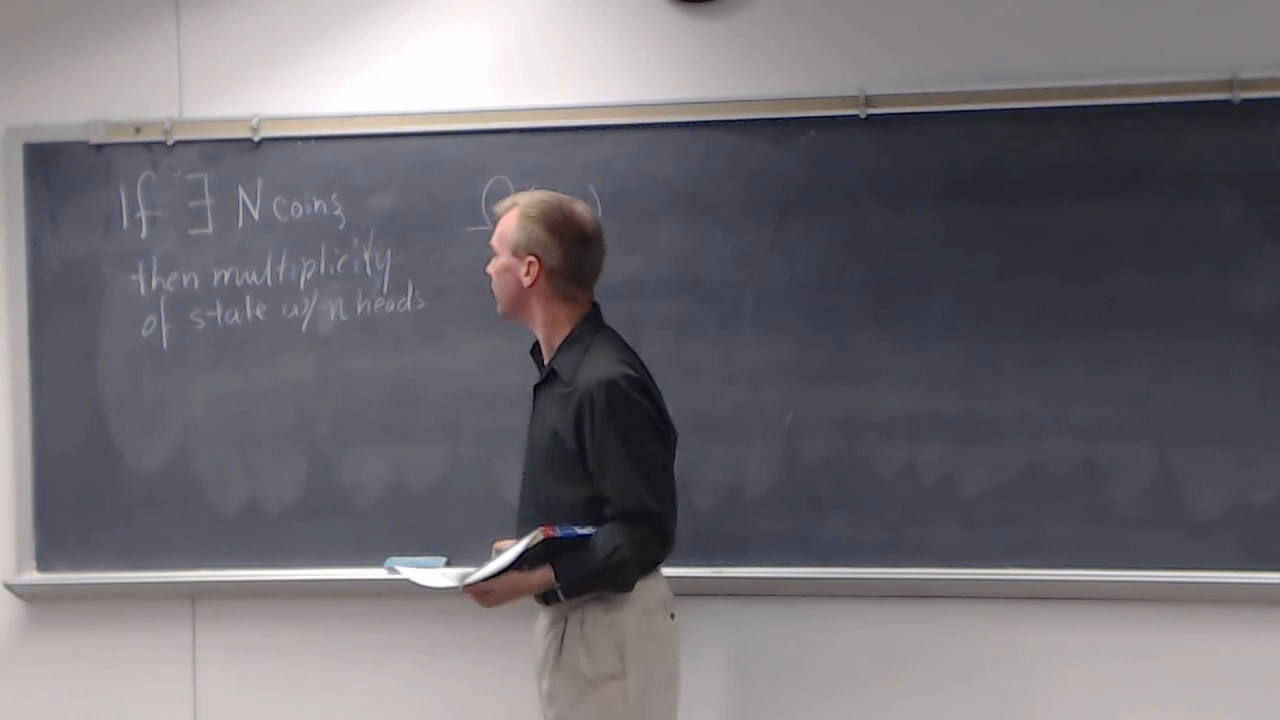 If ∃ N coins
then multiplicity
of state w/ n heads
Ω( )